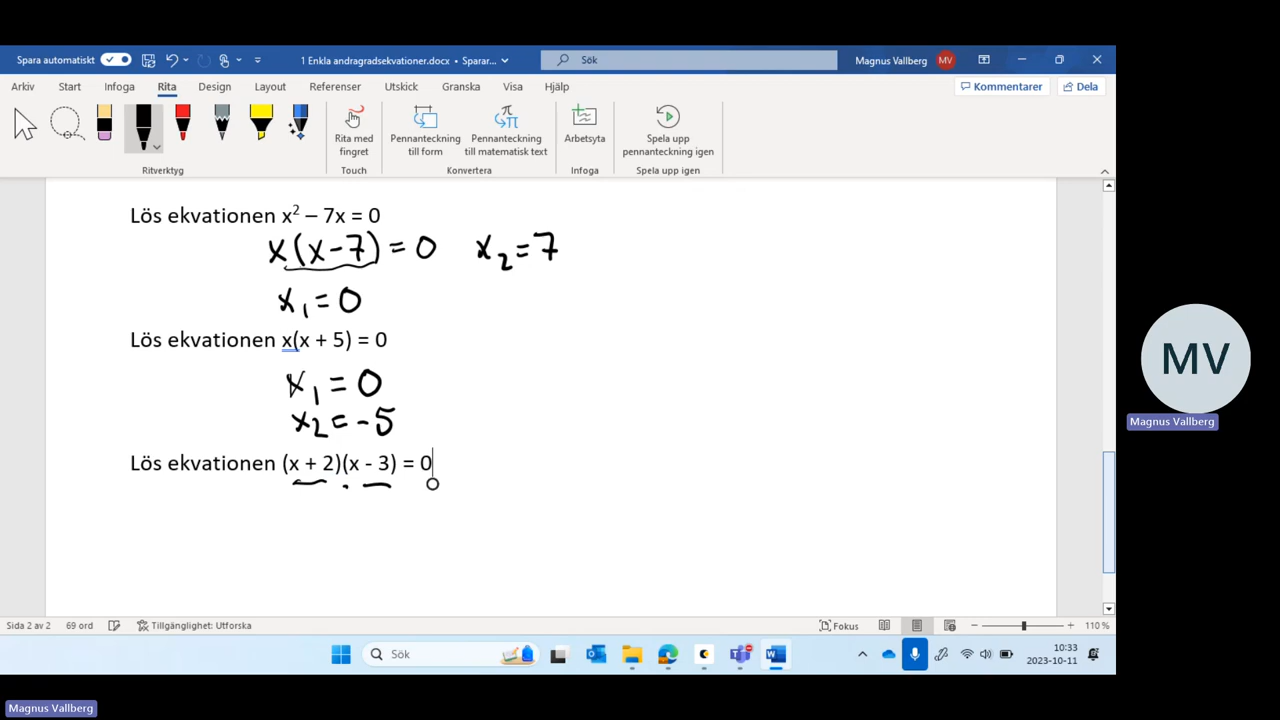 Spara automatiskt
1 Enkla andragradsekvationer.docx • Sparar...
Sök
Magnus Vallberg
MV
Arkiv Start Infoga Rita Design Layout Referenser Utskick Granska Visa Hjälp
Kommentarer
Dela
Rita med fingret
Pennanteckning till form
Pennanteckning till matematisk text
Arbetsyta
Spela upp pennanteckning igen
Ritverktyg
Touch
Konvertera
Infoga
Spela upp igen
Lös ekvationen x² – 7x = 0
x(x-7) = 0 x₂ = 7
x₁ = 0
Lös ekvationen x(x + 5) = 0
x₁ = 0
x₂ = -5
Lös ekvationen (x + 2)(x - 3) = 0
MV
Magnus Vallberg
Sida 2 av 2 69 ord Tillgänglighet: Utforska Fokus 110 %
Sök
10:33
2023-10-11
Magnus Vallberg